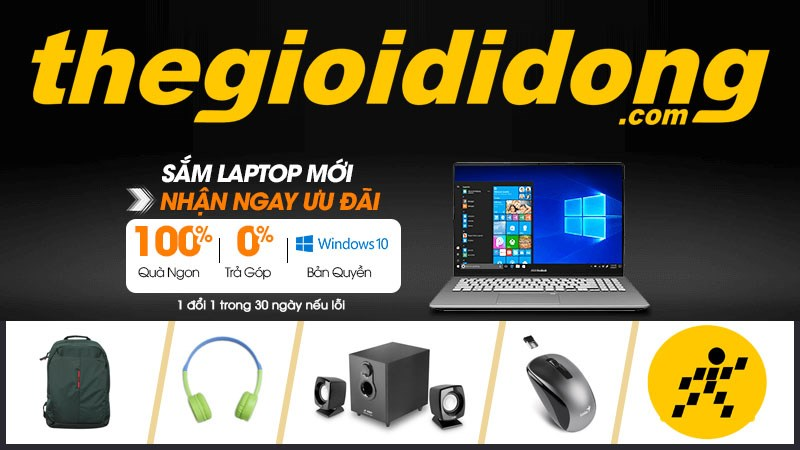 thegioididong
.com
SẮM LAPTOP MỚI
NHẬN NGAY ƯU ĐÃI
100% 0% Windows 10
Quà Ngon Trả Góp Bản Quyền
1 đổi 1 trong 30 ngày nếu lỗi